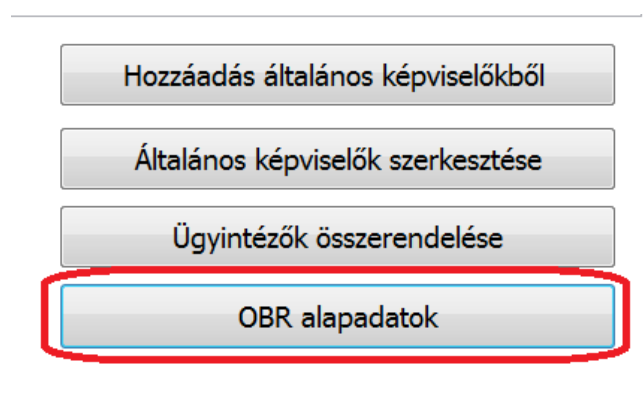 Hozzáadás általános képviselőkből
Általános képviselők szerkesztése
Ügyintézők összerendelése
OBR alapadatok